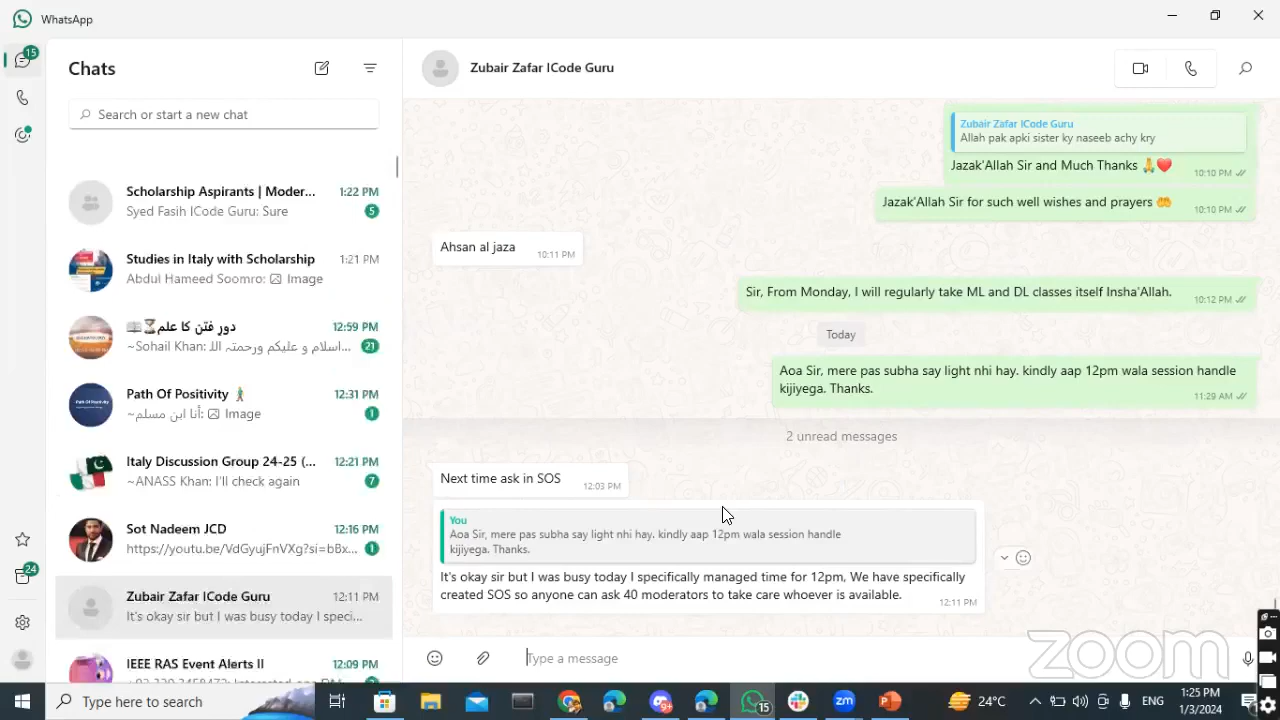 WhatsApp
15
Chats
Search or start a new chat
Scholarship Aspirants | Moder... 1:22 PM
Syed Fasih ICode Guru: Sure 5
Studies in Italy with Scholarship 1:21 PM
Abdul Hameed Soomro: Image
دور فتن کا علم 12:59 PM
~Sohail Khan: اسلام و علیکم ورحمتہ اللہ... 21
Path Of Positivity 12:31 PM
~أنا ابن مسلم: Image 1
Italy Discussion Group 24-25 (... 12:21 PM
~ANASS Khan: I'll check again 7
Sot Nadeem JCD 12:16 PM
https://youtu.be/VdGyujFnVXg?si=b8x... 1
24
Zubair Zafar ICode Guru 12:11 PM
It's okay sir but I was busy today I speci...
IEEE RAS Event Alerts II 12:09 PM
Zubair Zafar ICode Guru
Zubair Zafar ICode Guru
Allah pak apki sister ky naseeb achy kry
Jazak'Allah Sir and Much Thanks 🙏❤️ 10:10 PM
Jazak'Allah Sir for such well wishes and prayers 🤲 10:10 PM
Ahsan al jaza 10:11 PM
Sir, From Monday, I will regularly take ML and DL classes itself Insha'Allah. 10:12 PM
Today
Aoa Sir, mere pas subha say light nhi hay. kindly aap 12pm wala session handle
kijiyega. Thanks. 11:29 AM
2 unread messages
Next time ask in SOS 12:03 PM
You
Aoa Sir, mere pas subha say light nhi hay. kindly aap 12pm wala session handle
kijiyega. Thanks.
It's okay sir but I was busy today I specifically managed time for 12pm, We have specifically
created SOS so anyone can ask 40 moderators to take care whoever is available. 12:11 PM
Type a message
zoom
Type here to search
9+
15
zm
24°C
ENG
1:25 PM
1/3/2024